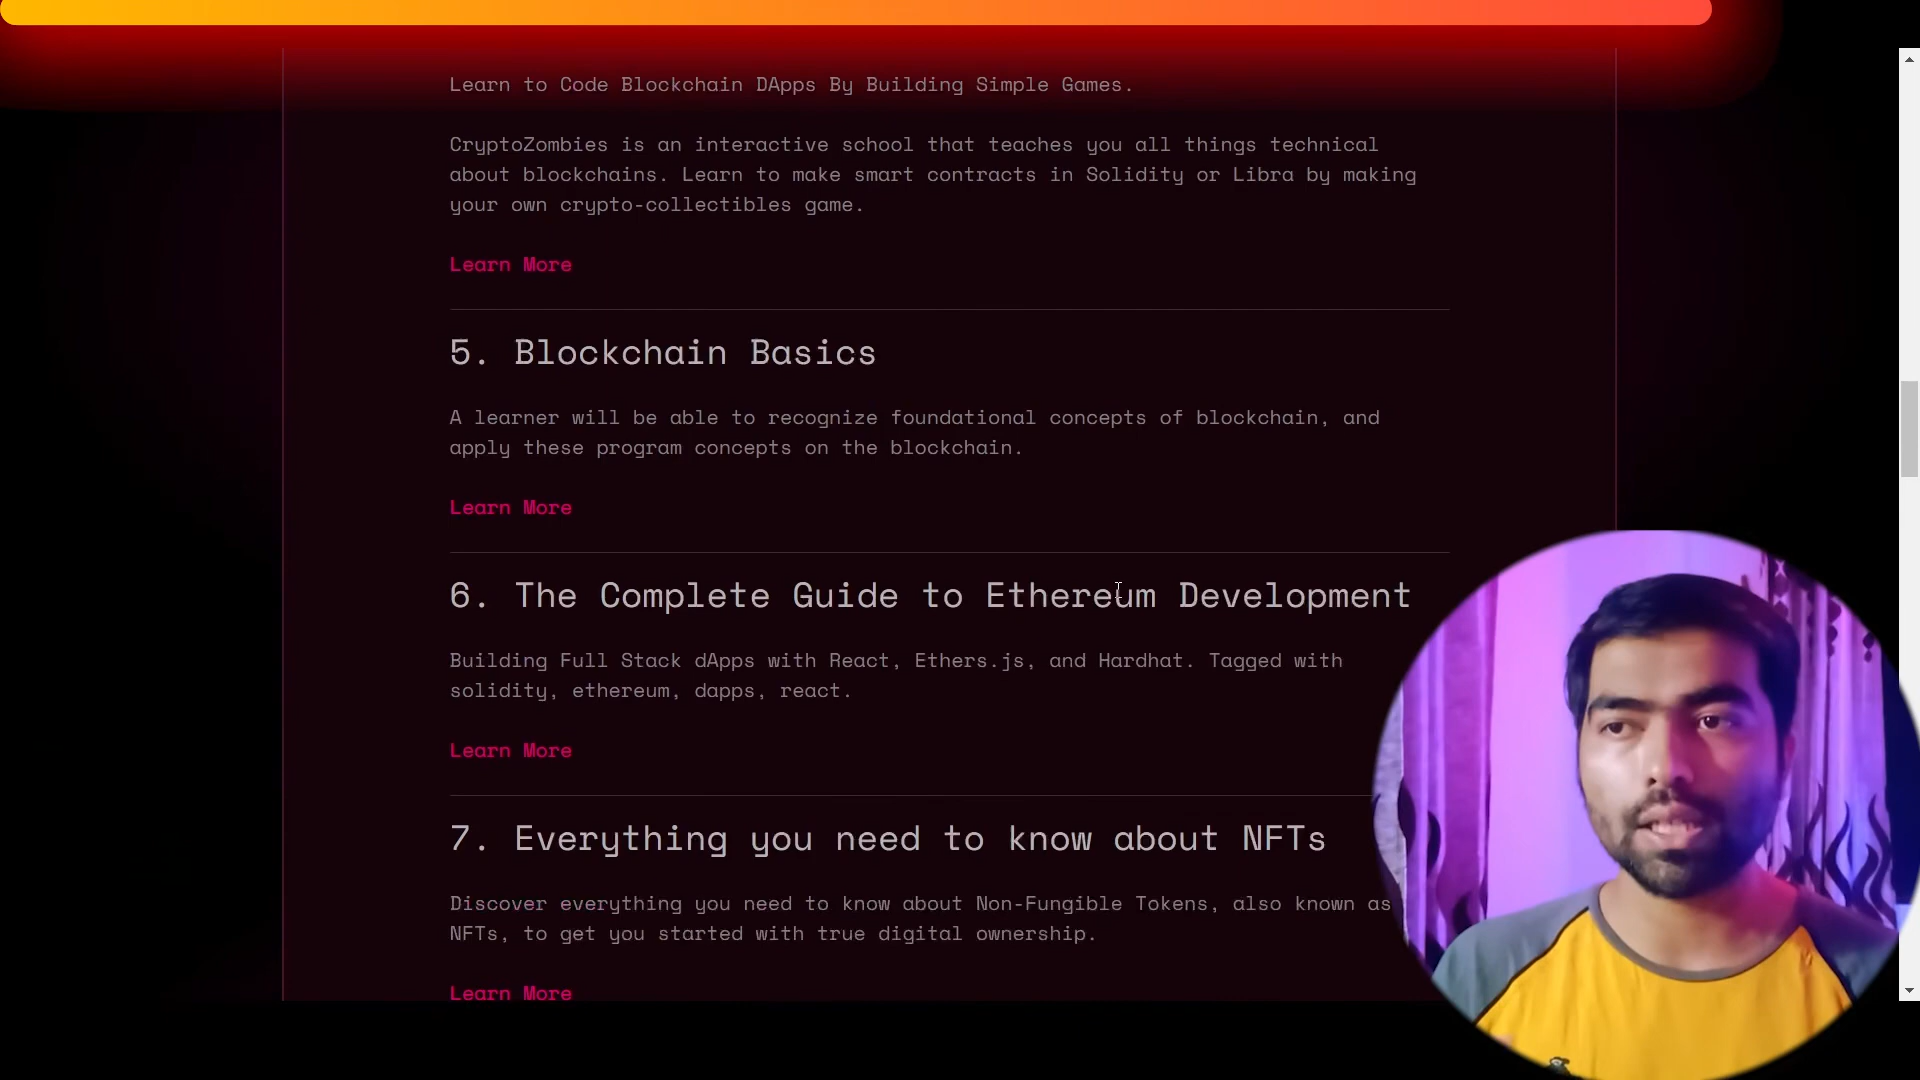 Learn to Code Blockchain DApps By Building Simple Games.
CryptoZombies is an interactive school that teaches you all things technical
about blockchains. Learn to make smart contracts in Solidity or Libra by making
your own crypto-collectibles game.
Learn More
5. Blockchain Basics
A learner will be able to recognize foundational concepts of blockchain, and
apply these program concepts on the blockchain.
Learn More
6. The Complete Guide to Ethereum Development
Building Full Stack dApps with React, Ethers.js, and Hardhat. Tagged with
solidity, ethereum, dapps, react.
Learn More
7. Everything you need to know about NFTs
Discover everything you need to know about Non-Fungible Tokens, also known as
NFTs, to get you started with true digital ownership.
Learn More